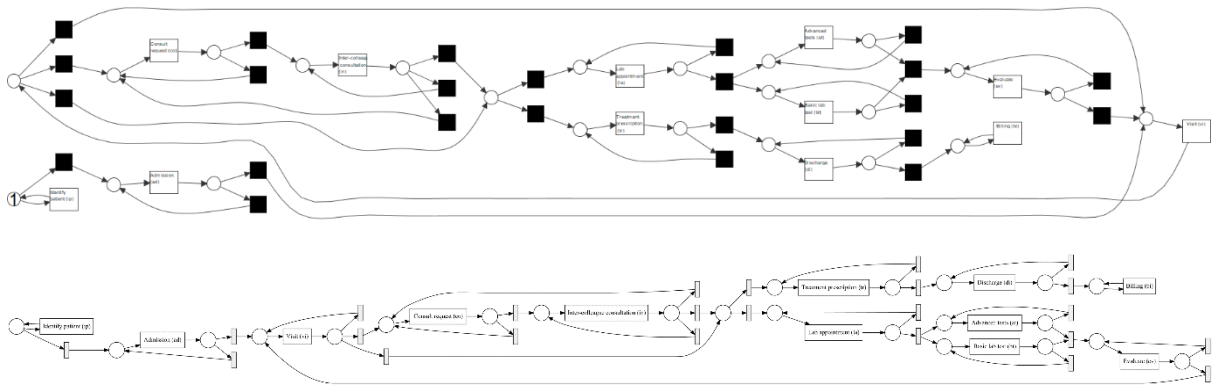 Consult
request (co)
Inter-colleague
consultation
(in)
Lab
appointment
(la)
Treatment
prescription
(tr)
Advanced
tests (at)
Basic lab
test (bt)
Discharge
(di)
Evaluate
(ev)
Billing (bi)
Visit (vi)
1
Identify
patient (ip)
Admission
(ad)
Treatment prescription (tr)
Discharge (di)
Billing (bi)
Identify patient (ip)
Admission (ad)
Visit (vi)
Consult request (co)
Inter-colleague consultation (in)
Lab appointment (la)
Advanced tests (at)
Basic lab test (bt)
Evaluate (ev)